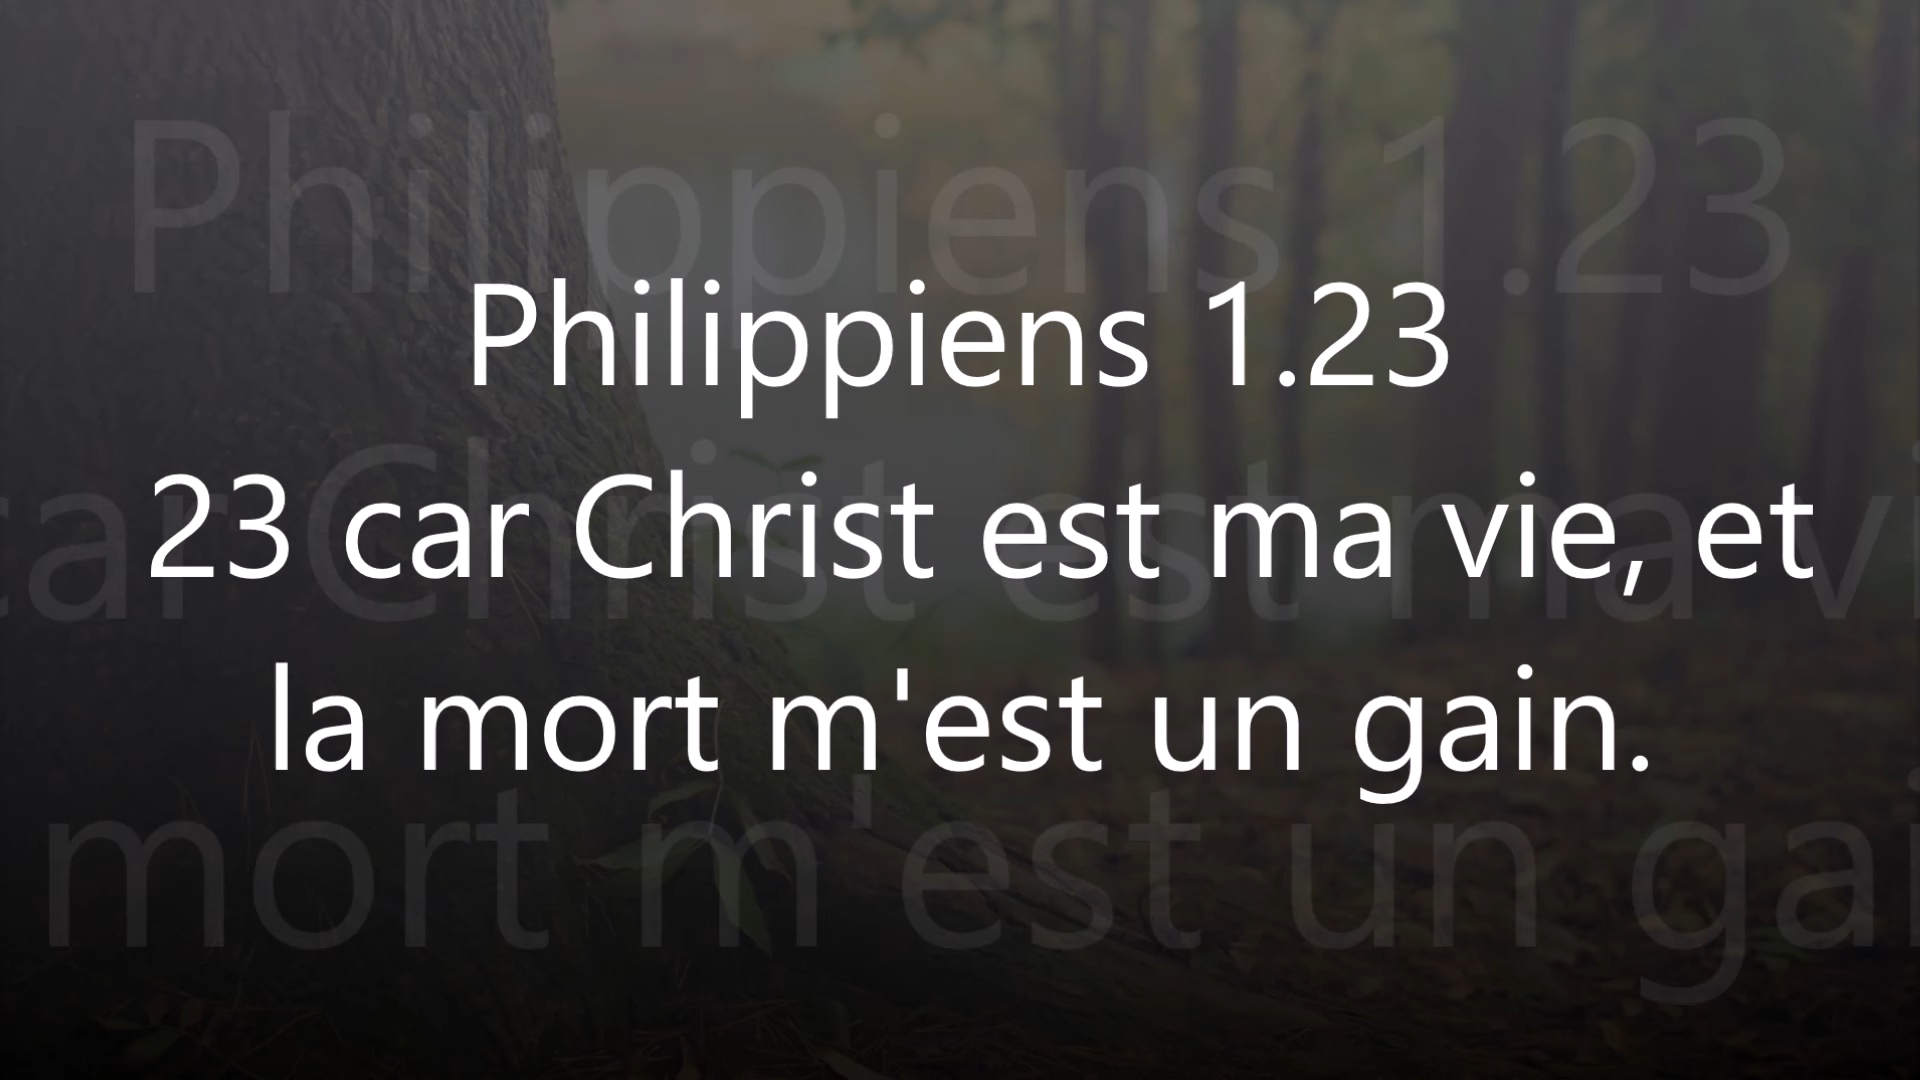 Philippiens 1.23
23 car Christ est ma vie, et
la mort m'est un gain.